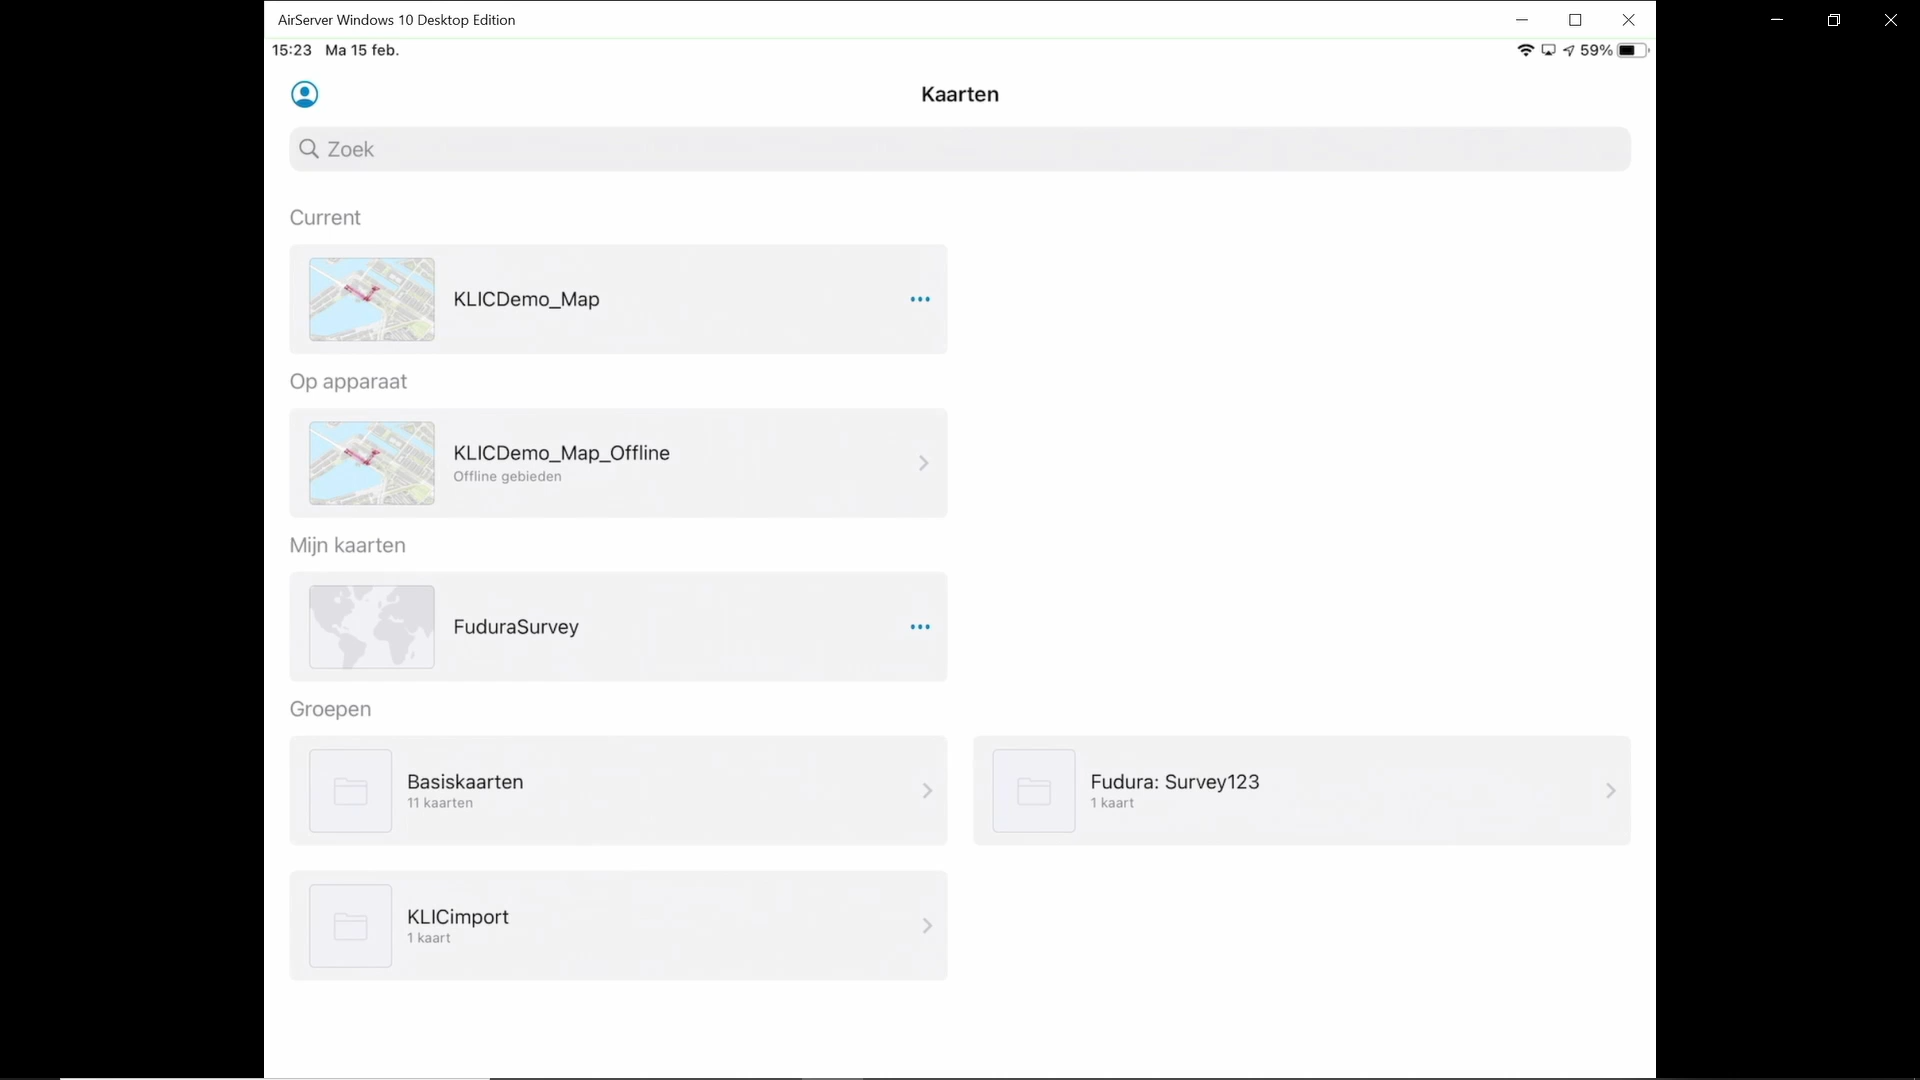 AirServer Windows 10 Desktop Edition
15:23 Ma 15 feb.
59%
Kaarten
Zoek
Current
KLICDemo_Map
Op apparaat
KLICDemo_Map_Offline
Offline gebieden
Mijn kaarten
FuduraSurvey
Groepen
Basiskaarten
11 kaarten
Fudura: Survey123
1 kaart
KLICimport
1 kaart